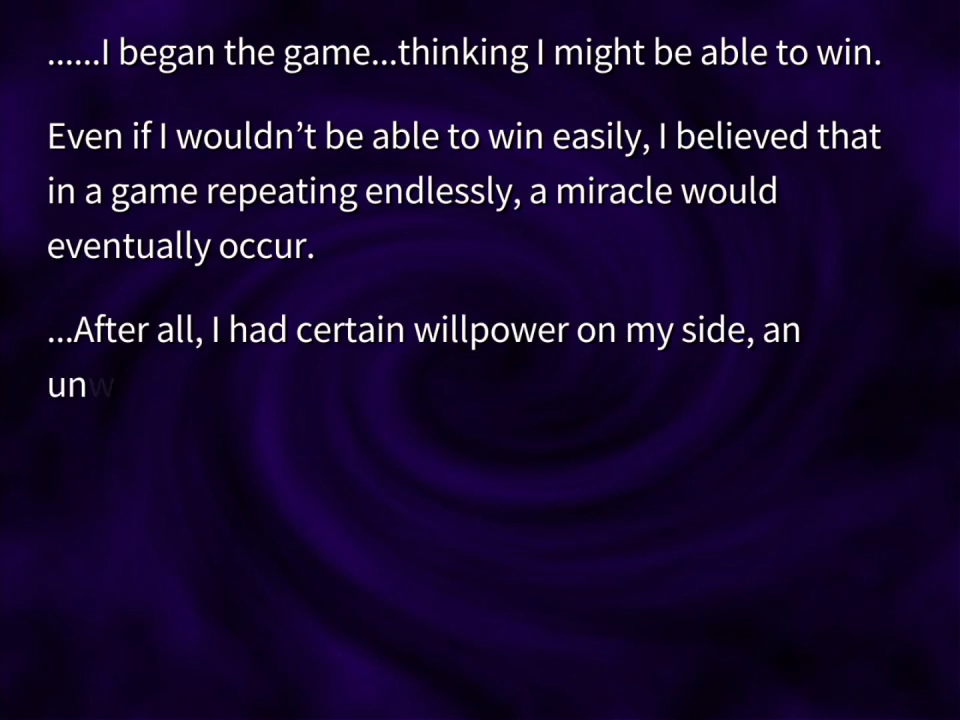 ......I began the game...thinking I might be able to win.
Even if I wouldn’t be able to win easily, I believed that
in a game repeating endlessly, a miracle would
eventually occur.
...After all, I had certain willpower on my side, an
unw